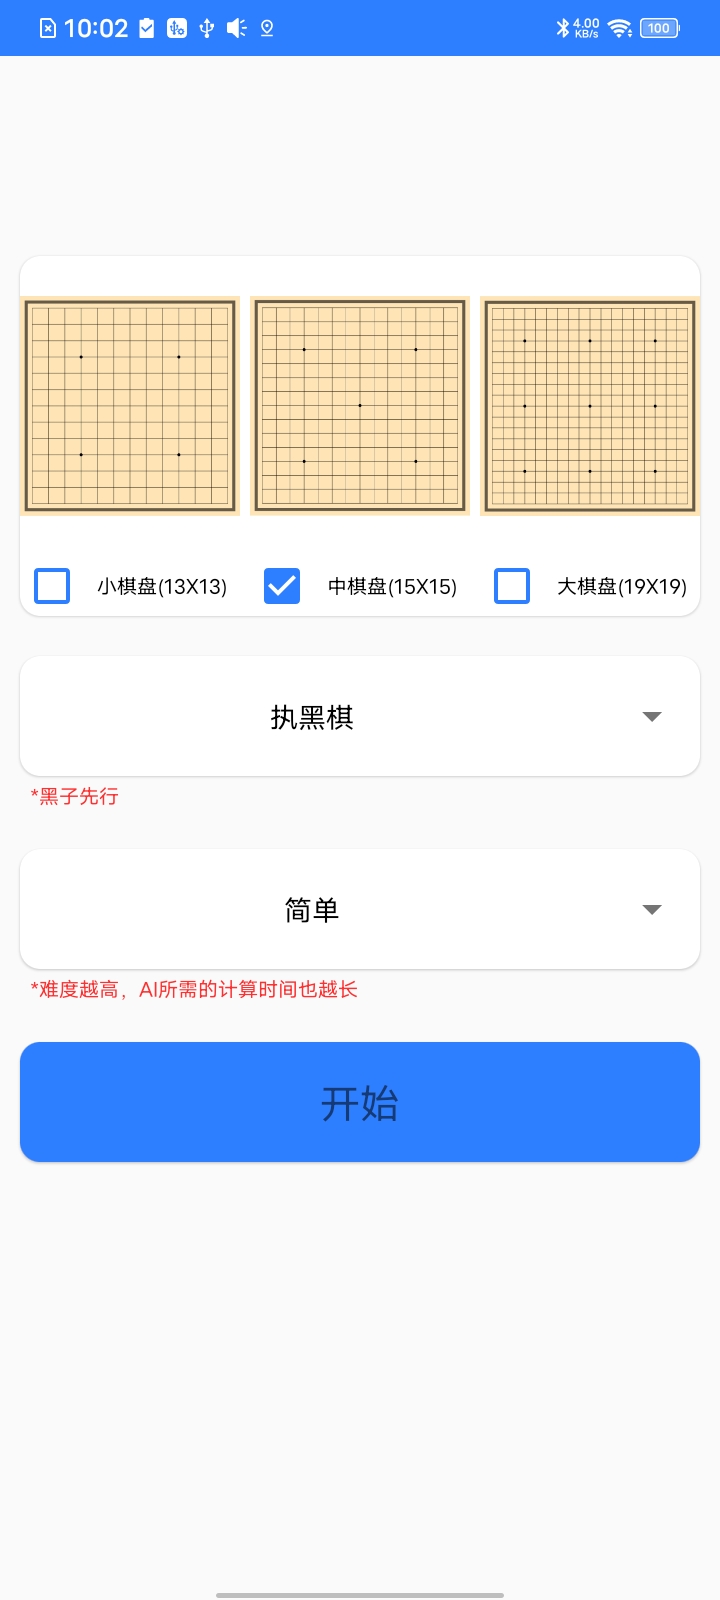 10:02 4.00 KB/s 100
小棋盘(13X13) 中棋盘(15X15) 大棋盘(19X19)
执黑棋
*黑子先行
简单
*难度越高，AI所需的计算时间也越长
开始